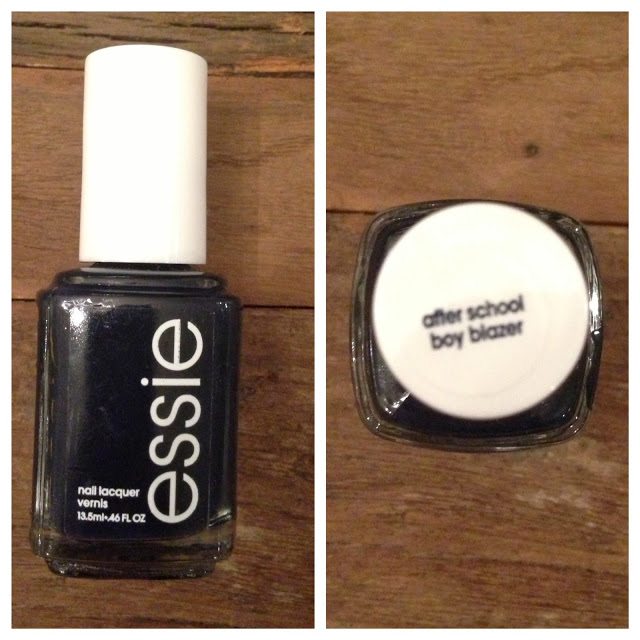 essie
nail lacquer
vernis
13.5ml•.46 FL OZ
after school
boy blazer